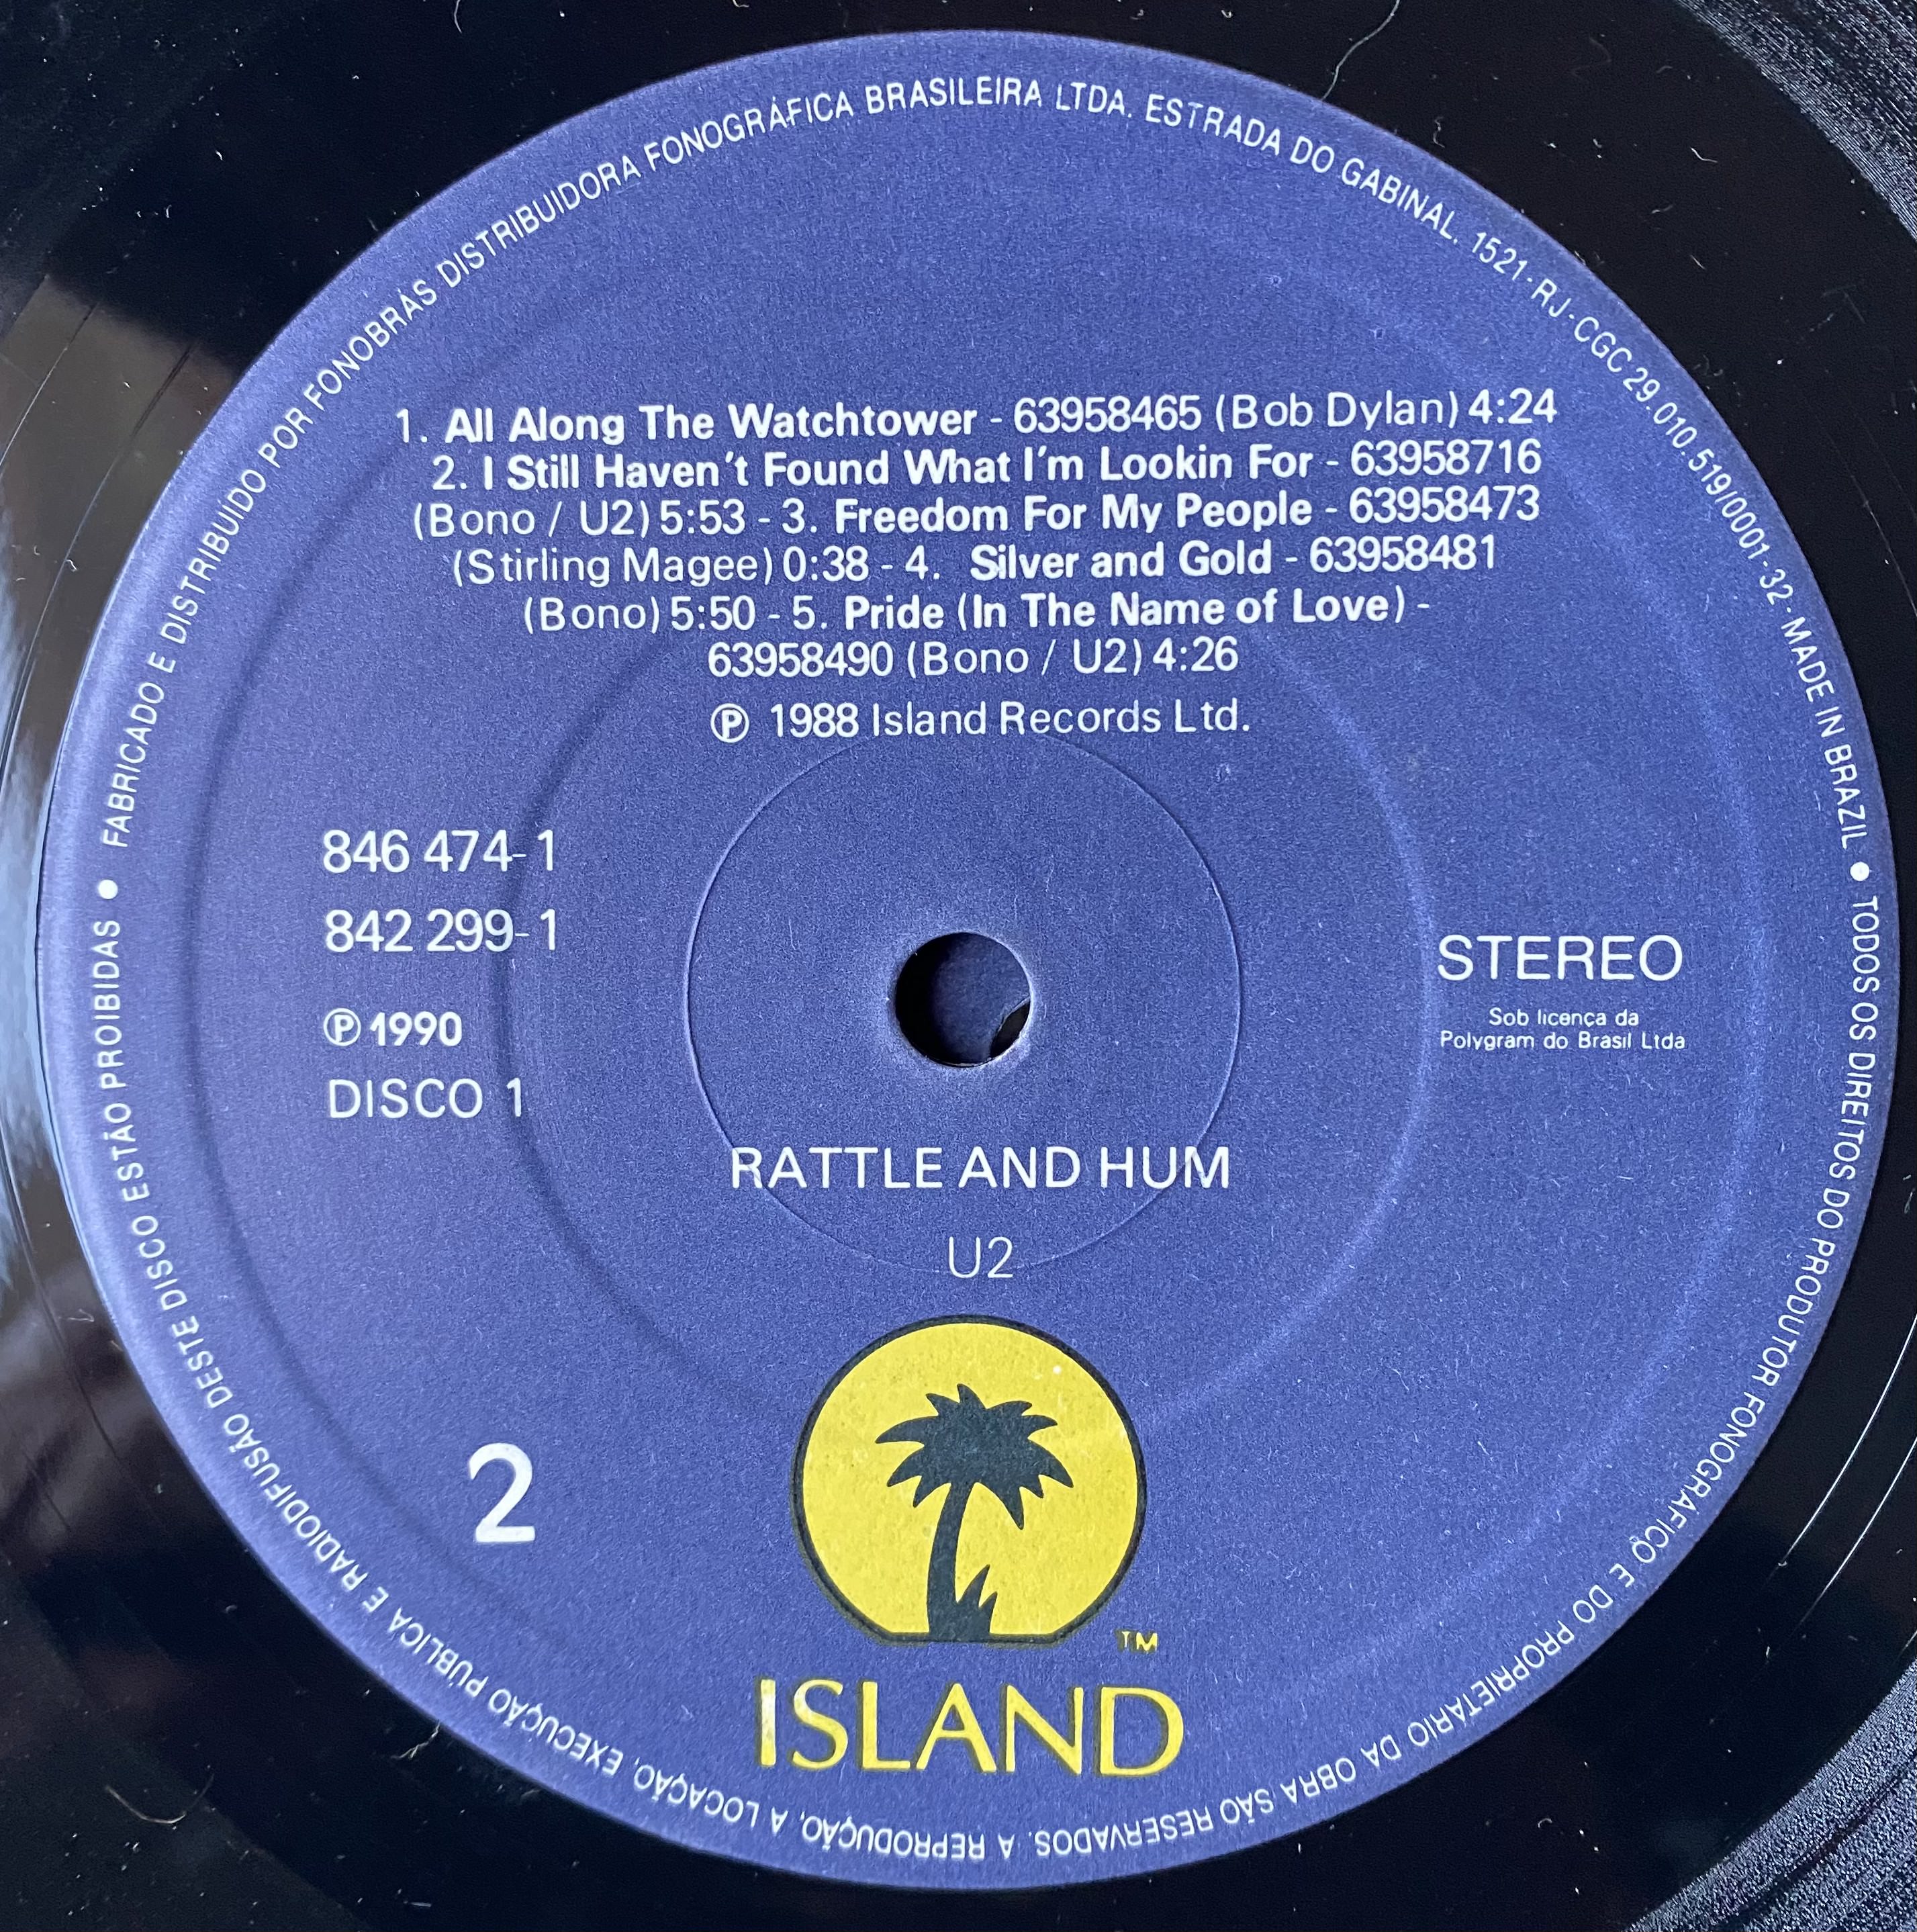 FABRICADO E DISTRIBUÍDO POR FONOBRÁS DISTRIBUIDORA FONOGRÁFICA BRASILEIRA LTDA. ESTRADA DO GABINAL. 1521-RJ-CGC 29.010.519/0001-32-MADE IN BRAZIL •
TODOS OS DIREITOS DO PRODUTOR FONOGRÁFICO E DO PROPRIETÁRIO DA OBRA SÃO RESERVADOS. A REPRODUÇÃO, A LOCAÇÃO, EXECUÇÃO PÚBLICA E RADIODIFUSÃO DESTE DISCO ESTÃO PROIBIDAS •
1. All Along The Watchtower - 63958465 (Bob Dylan) 4:24
2. I Still Haven't Found What I'm Lookin For - 63958716
(Bono / U2) 5:53 - 3. Freedom For My People - 63958473
(Stirling Magee) 0:38 - 4. Silver and Gold - 63958481
(Bono) 5:50 - 5. Pride (In The Name of Love) -
63958490 (Bono / U2) 4:26
℗ 1988 Island Records Ltd.
846 474-1
842 299-1
℗ 1990
DISCO 1
STEREO
Sob licença da
Polygram do Brasil Ltda
RATTLE AND HUM
U2
2
TM
ISLAND